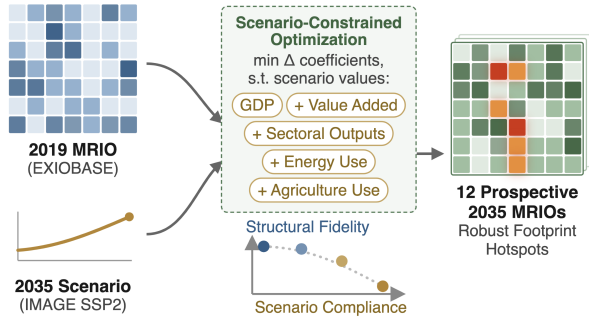 2019 MRIO
(EXIOBASE)
2035 Scenario
(IMAGE SSP2)
Scenario-Constrained
Optimization
min Δ coefficients,
s.t. scenario values:
GDP
+ Value Added
+ Sectoral Outputs
+ Energy Use
+ Agriculture Use
Structural Fidelity
Scenario Compliance
12 Prospective
2035 MRIOs
Robust Footprint
Hotspots